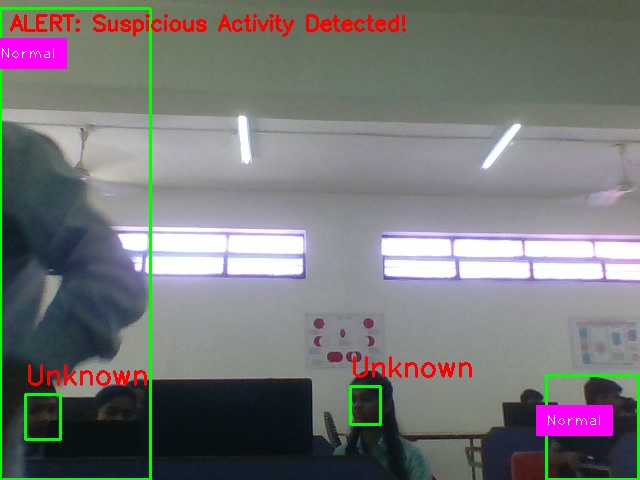 ALERT: Suspicious Activity Detected!
Normal
Unknown
Unknown
Normal